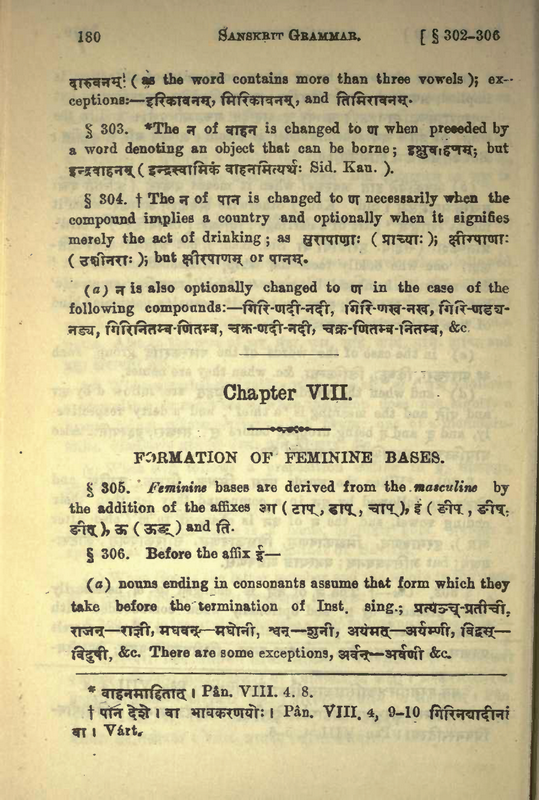 180 SANSKRIT GRAMMAR. [ § 302-306
दारुवनम्! ( as the word contains more than three vowels ); ex-
ceptions:—इरिकावनम्, मिरिकावनम्, and तिमिरावनम्.
§ 303. *The न of वाहन is changed to ण when preceded by
a word denoting an object that can be borne; इक्षुवाहणम्; but
इन्द्रवाहनम् ( इन्द्रस्वामिकं वाहनमित्यर्थः Sid. Kau. ).
§ 304. † The न of पान is changed to ण necessarily when the
compound implies a country and optionally when it signifies
merely the act of drinking; as सुरापाणाः ( प्राच्याः ); क्षीरपाणाः
( उशीनराः ); but क्षीरपाणम् or पानम्.
(a) न is also optionally changed to ण in the case of the
following compounds:—गिरि-णदी-नदी, गिरि-णख-नख, गिरि-णद्ध्य-
नद्ध्य, गिरिनितम्ब-णितम्ब, चक्र-णदी-नदी, चक्र-णितम्ब-नितम्ब, &c.
Chapter VIII.
FORMATION OF FEMININE BASES.
§ 305. Feminine bases are derived from the masculine by
the addition of the affixes आ ( टाप्, डाप्, चाप् ), ई ( ङीप्, ङीष्,
ङीन् ), ऊ ( ऊङ् ) and ति.
§ 306. Before the affix ई—
(a) nouns ending in consonants assume that form which they
take before the termination of Inst. sing.; प्रत्यञ्च्-प्रतीची,
राजन्—राज्ञी, मघवन्—मघोनी, श्वन्—शुनी, अर्यमन्—अर्यम्णी, विद्वस्—
विदुषी, &c. There are some exceptions, अर्वन्—अर्वणी &c.
* वाहनमाहितात् । Pân. VIII. 4. 8.
† पानं देशे । वा भावकरणयोः । Pân. VIII. 4, 9-10 गिरिनद्यादीनां
वा । Várt.